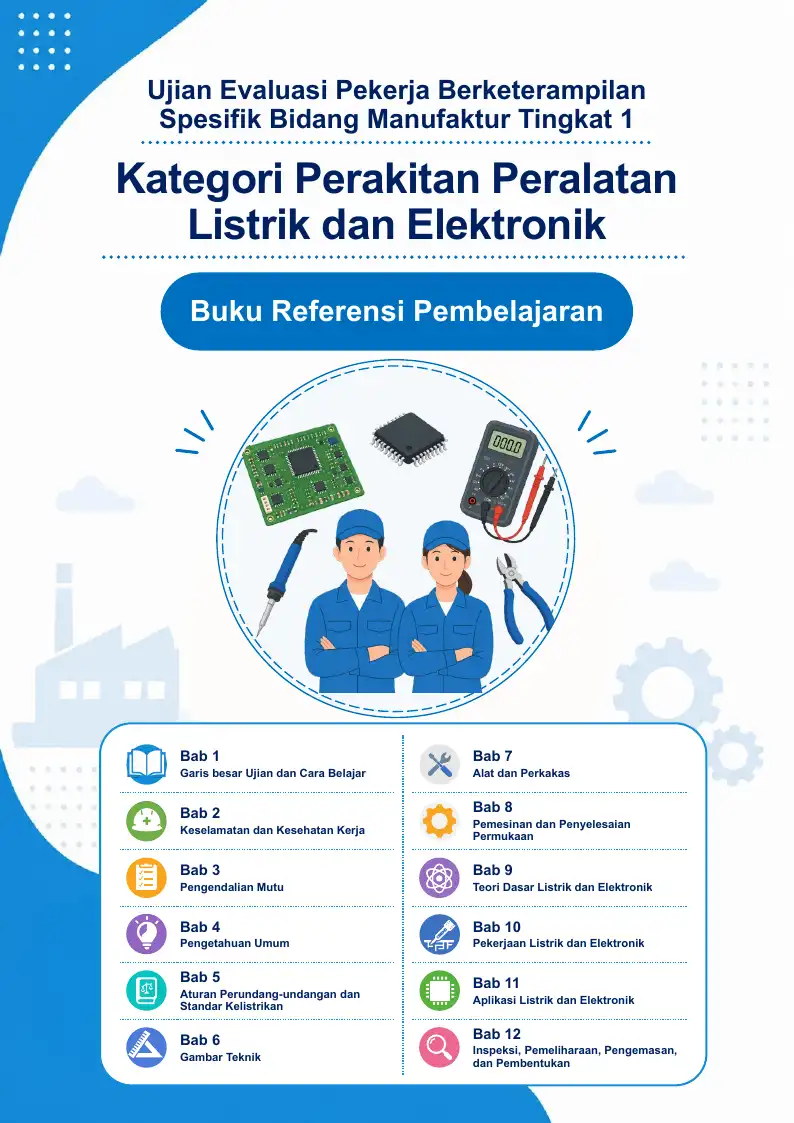 Ujian Evaluasi Pekerja Berketerampilan
Spesifik Bidang Manufaktur Tingkat 1
Kategori Perakitan Peralatan
Listrik dan Elektronik
Buku Referensi Pembelajaran
000.0
Bab 1
Garis besar Ujian dan Cara Belajar
Bab 2
Keselamatan dan Kesehatan Kerja
Bab 3
Pengendalian Mutu
Bab 4
Pengetahuan Umum
Bab 5
Aturan Perundang-undangan dan
Standar Kelistrikan
Bab 6
Gambar Teknik
Bab 7
Alat dan Perkakas
Bab 8
Pemesinan dan Penyelesaian
Permukaan
Bab 9
Teori Dasar Listrik dan Elektronik
Bab 10
Pekerjaan Listrik dan Elektronik
Bab 11
Aplikasi Listrik dan Elektronik
Bab 12
Inspeksi, Pemeliharaan, Pengemasan,
dan Pembentukan